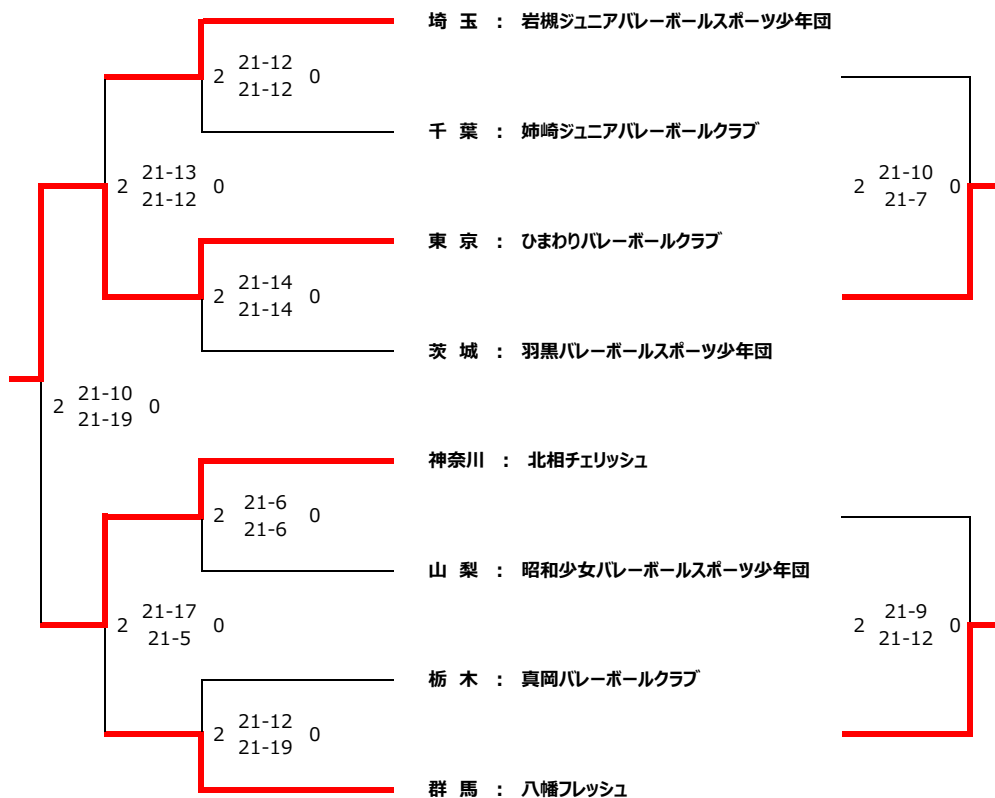 埼 玉 : 岩槻ジュニアバレーボールスポーツ少年団
2 21-12 0
21-12
千 葉 : 姉崎ジュニアバレーボールクラブ
2 21-13 0
21-12
2 21-10 0
21-7
東 京 : ひまわりバレーボールクラブ
2 21-14 0
21-14
茨 城 : 羽黒バレーボールスポーツ少年団
2 21-10 0
21-19
神奈川 : 北相チェリッシュ
2 21-6 0
21-6
山 梨 : 昭和少女バレーボールスポーツ少年団
2 21-17 0
21-5
2 21-9 0
21-12
栃 木 : 真岡バレーボールクラブ
2 21-12 0
21-19
群 馬 : 八幡フレッシュ